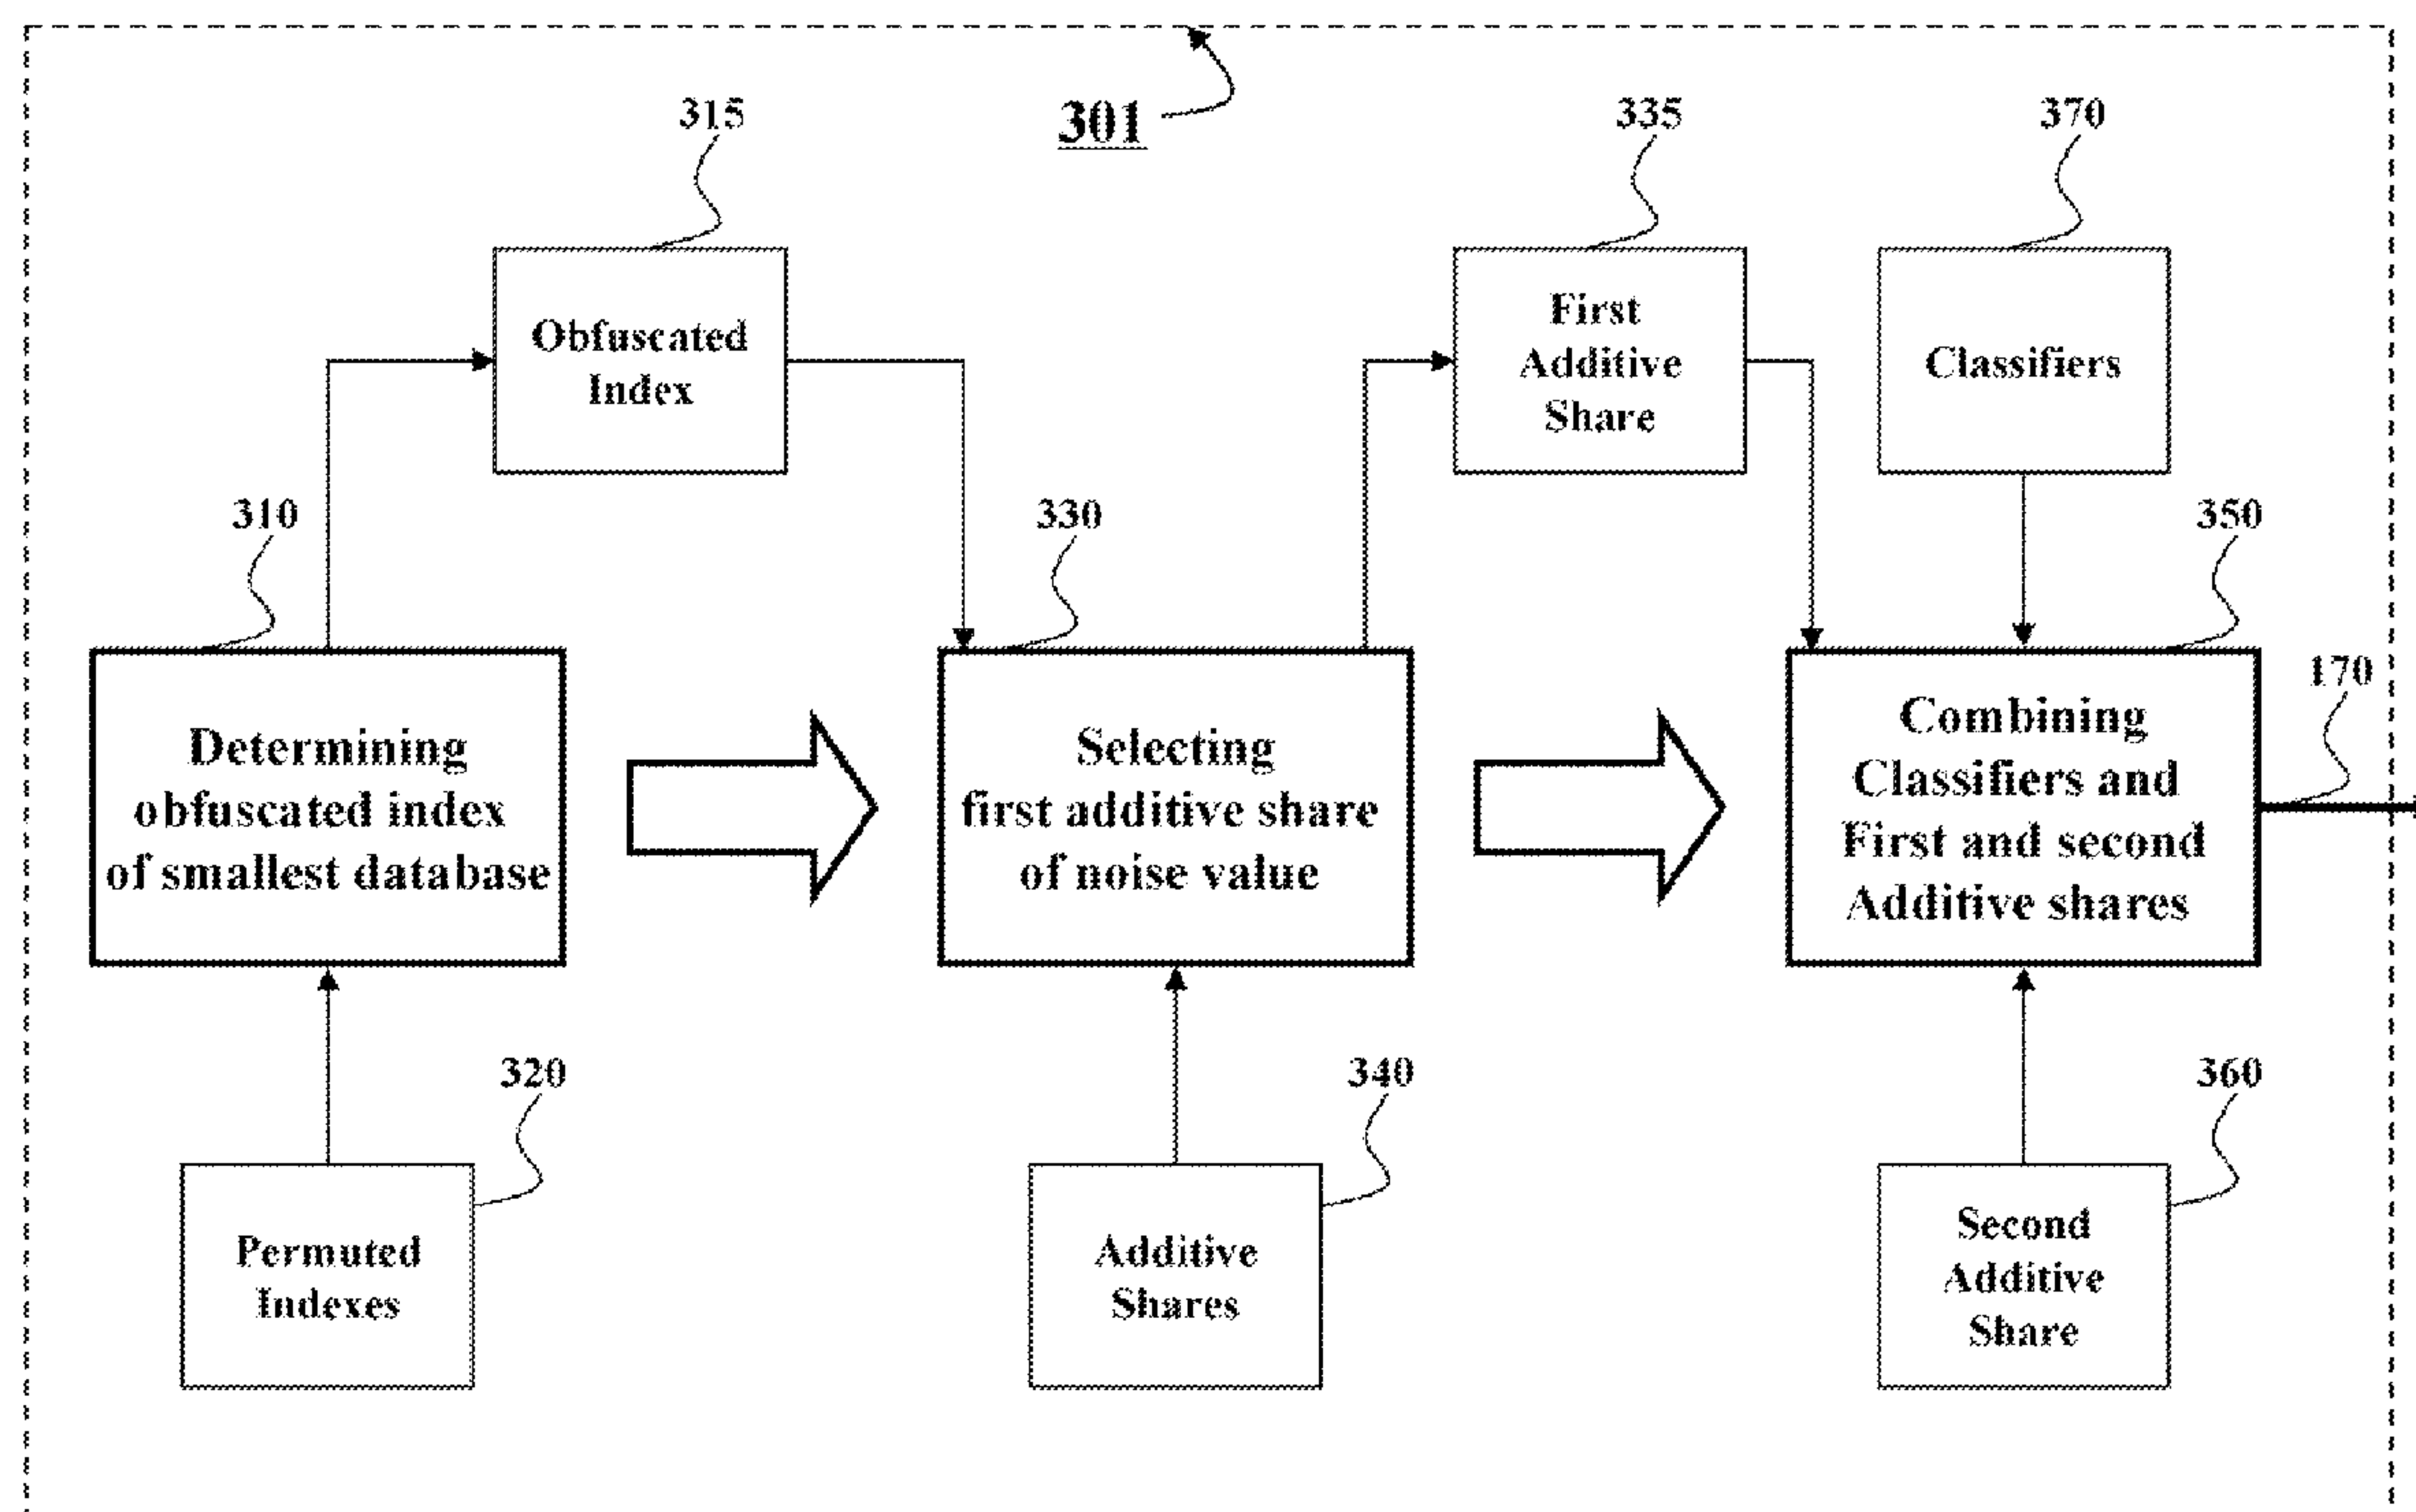 301
315
335
370
Obfuscated
Index
First
Additive
Share
Classifiers
310
330
350
170
Determining
obfuscated index
of smallest database
Selecting
first additive share
of noise value
Combining
Classifiers and
First and second
Additive shares
320
340
360
Permuted
Indexes
Additive
Shares
Second
Additive
Share